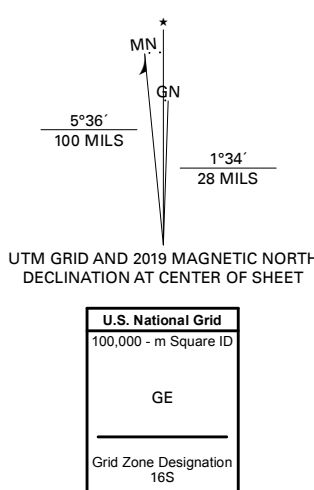 ★
MN
GN
5°36´
100 MILS
1°34´
28 MILS
UTM GRID AND 2019 MAGNETIC NORTH
DECLINATION AT CENTER OF SHEET
U.S. National Grid
100,000 - m Square ID
GE
Grid Zone Designation
16S